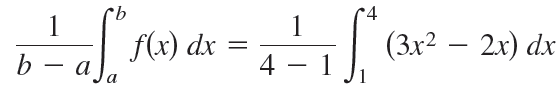 1/(b − a) ∫_a^b f(x) dx = 1/(4 − 1) ∫_1^4 (3x² − 2x) dx